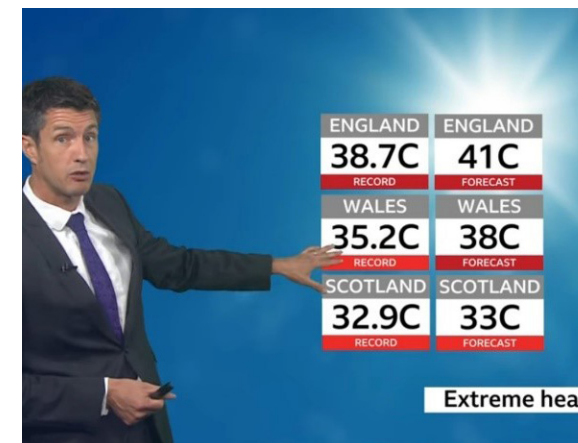 ENGLAND ENGLAND
38.7C 41C
RECORD FORECAST
WALES WALES
35.2C 38C
RECORD FORECAST
SCOTLAND SCOTLAND
32.9C 33C
RECORD FORECAST
Extreme hea